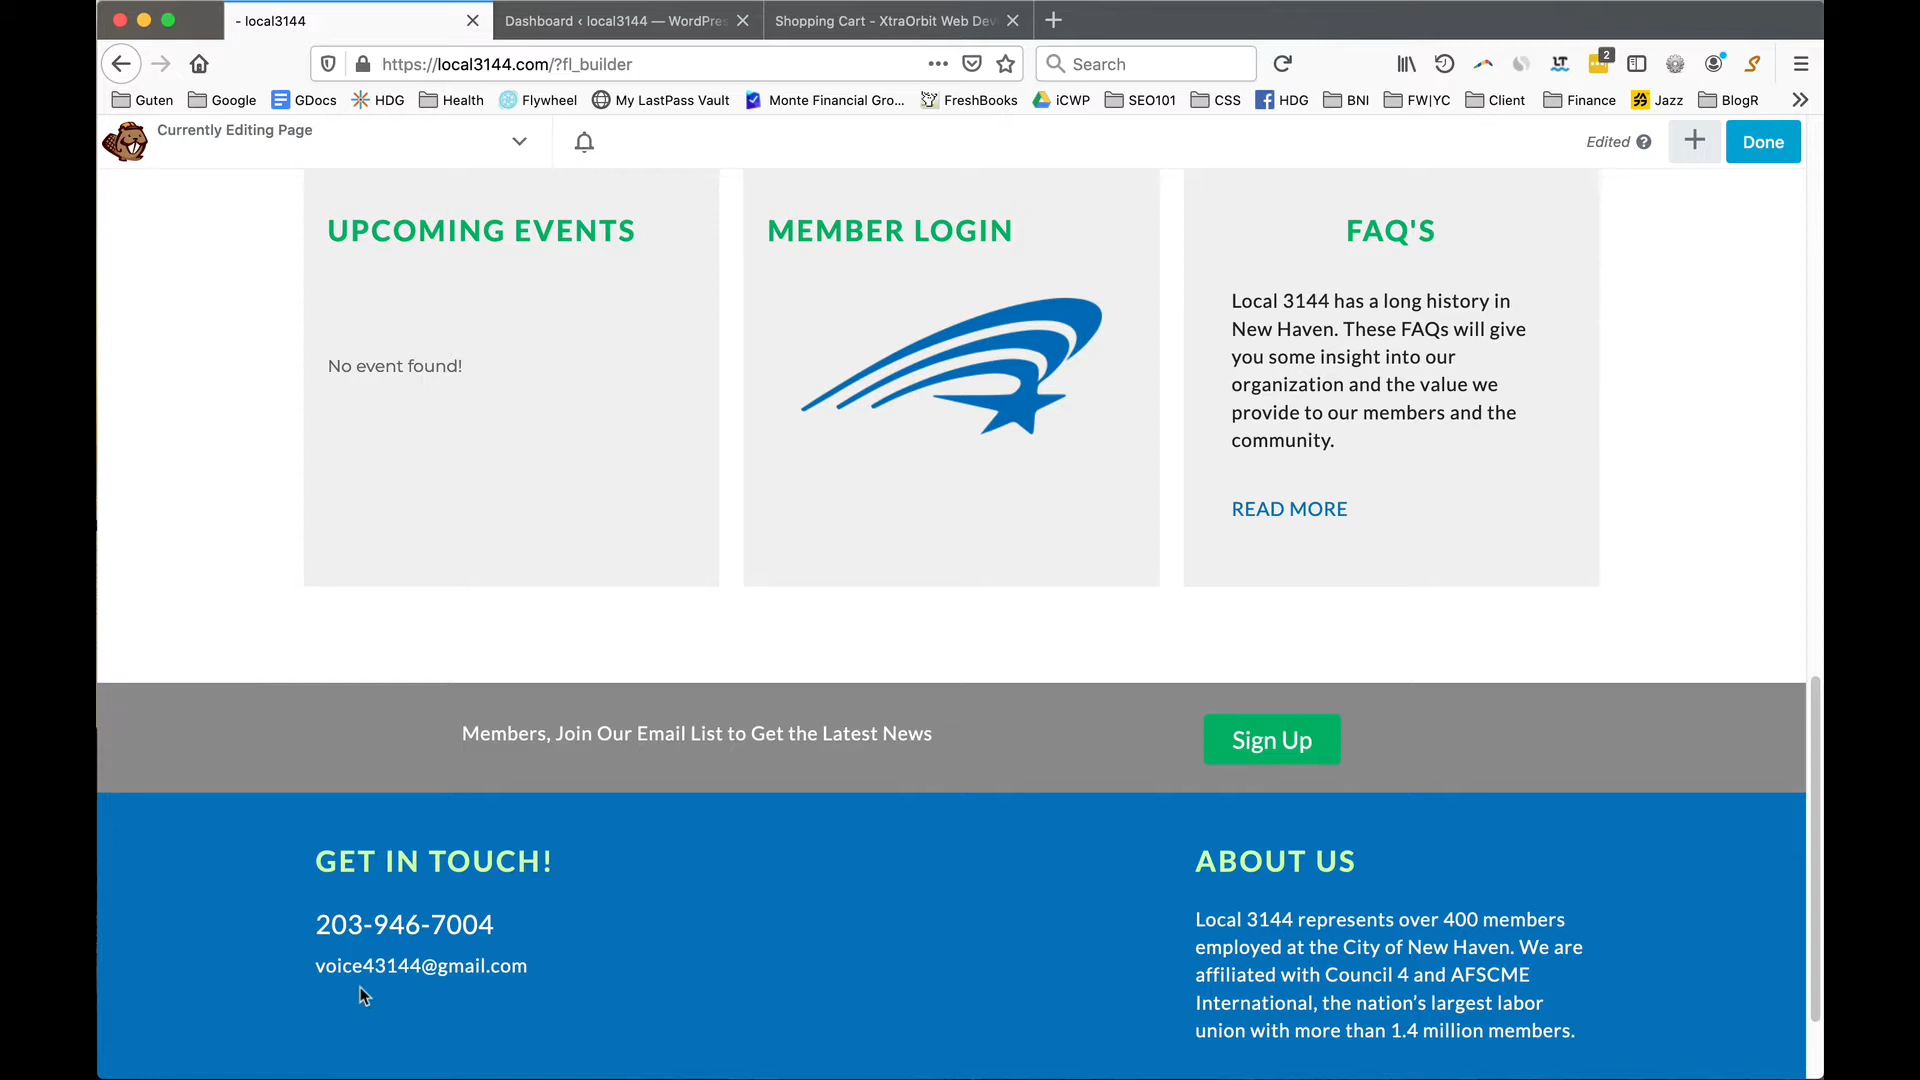 - local3144
Dashboard ‹ local3144 — WordPres
Shopping Cart - XtraOrbit Web Dev
https://local3144.com/?fl_builder
Search
2
Guten
Google
GDocs
HDG
Health
Flywheel
My LastPass Vault
Monte Financial Gro...
FreshBooks
iCWP
SEO101
CSS
HDG
BNI
FW|YC
Client
Finance
Jazz
BlogR
Currently Editing Page
Edited
Done
UPCOMING EVENTS
No event found!
MEMBER LOGIN
FAQ'S
Local 3144 has a long history in
New Haven. These FAQs will give
you some insight into our
organization and the value we
provide to our members and the
community.
READ MORE
Members, Join Our Email List to Get the Latest News
Sign Up
GET IN TOUCH!
203-946-7004
voice43144@gmail.com
ABOUT US
Local 3144 represents over 400 members
employed at the City of New Haven. We are
affiliated with Council 4 and AFSCME
International, the nation’s largest labor
union with more than 1.4 million members.